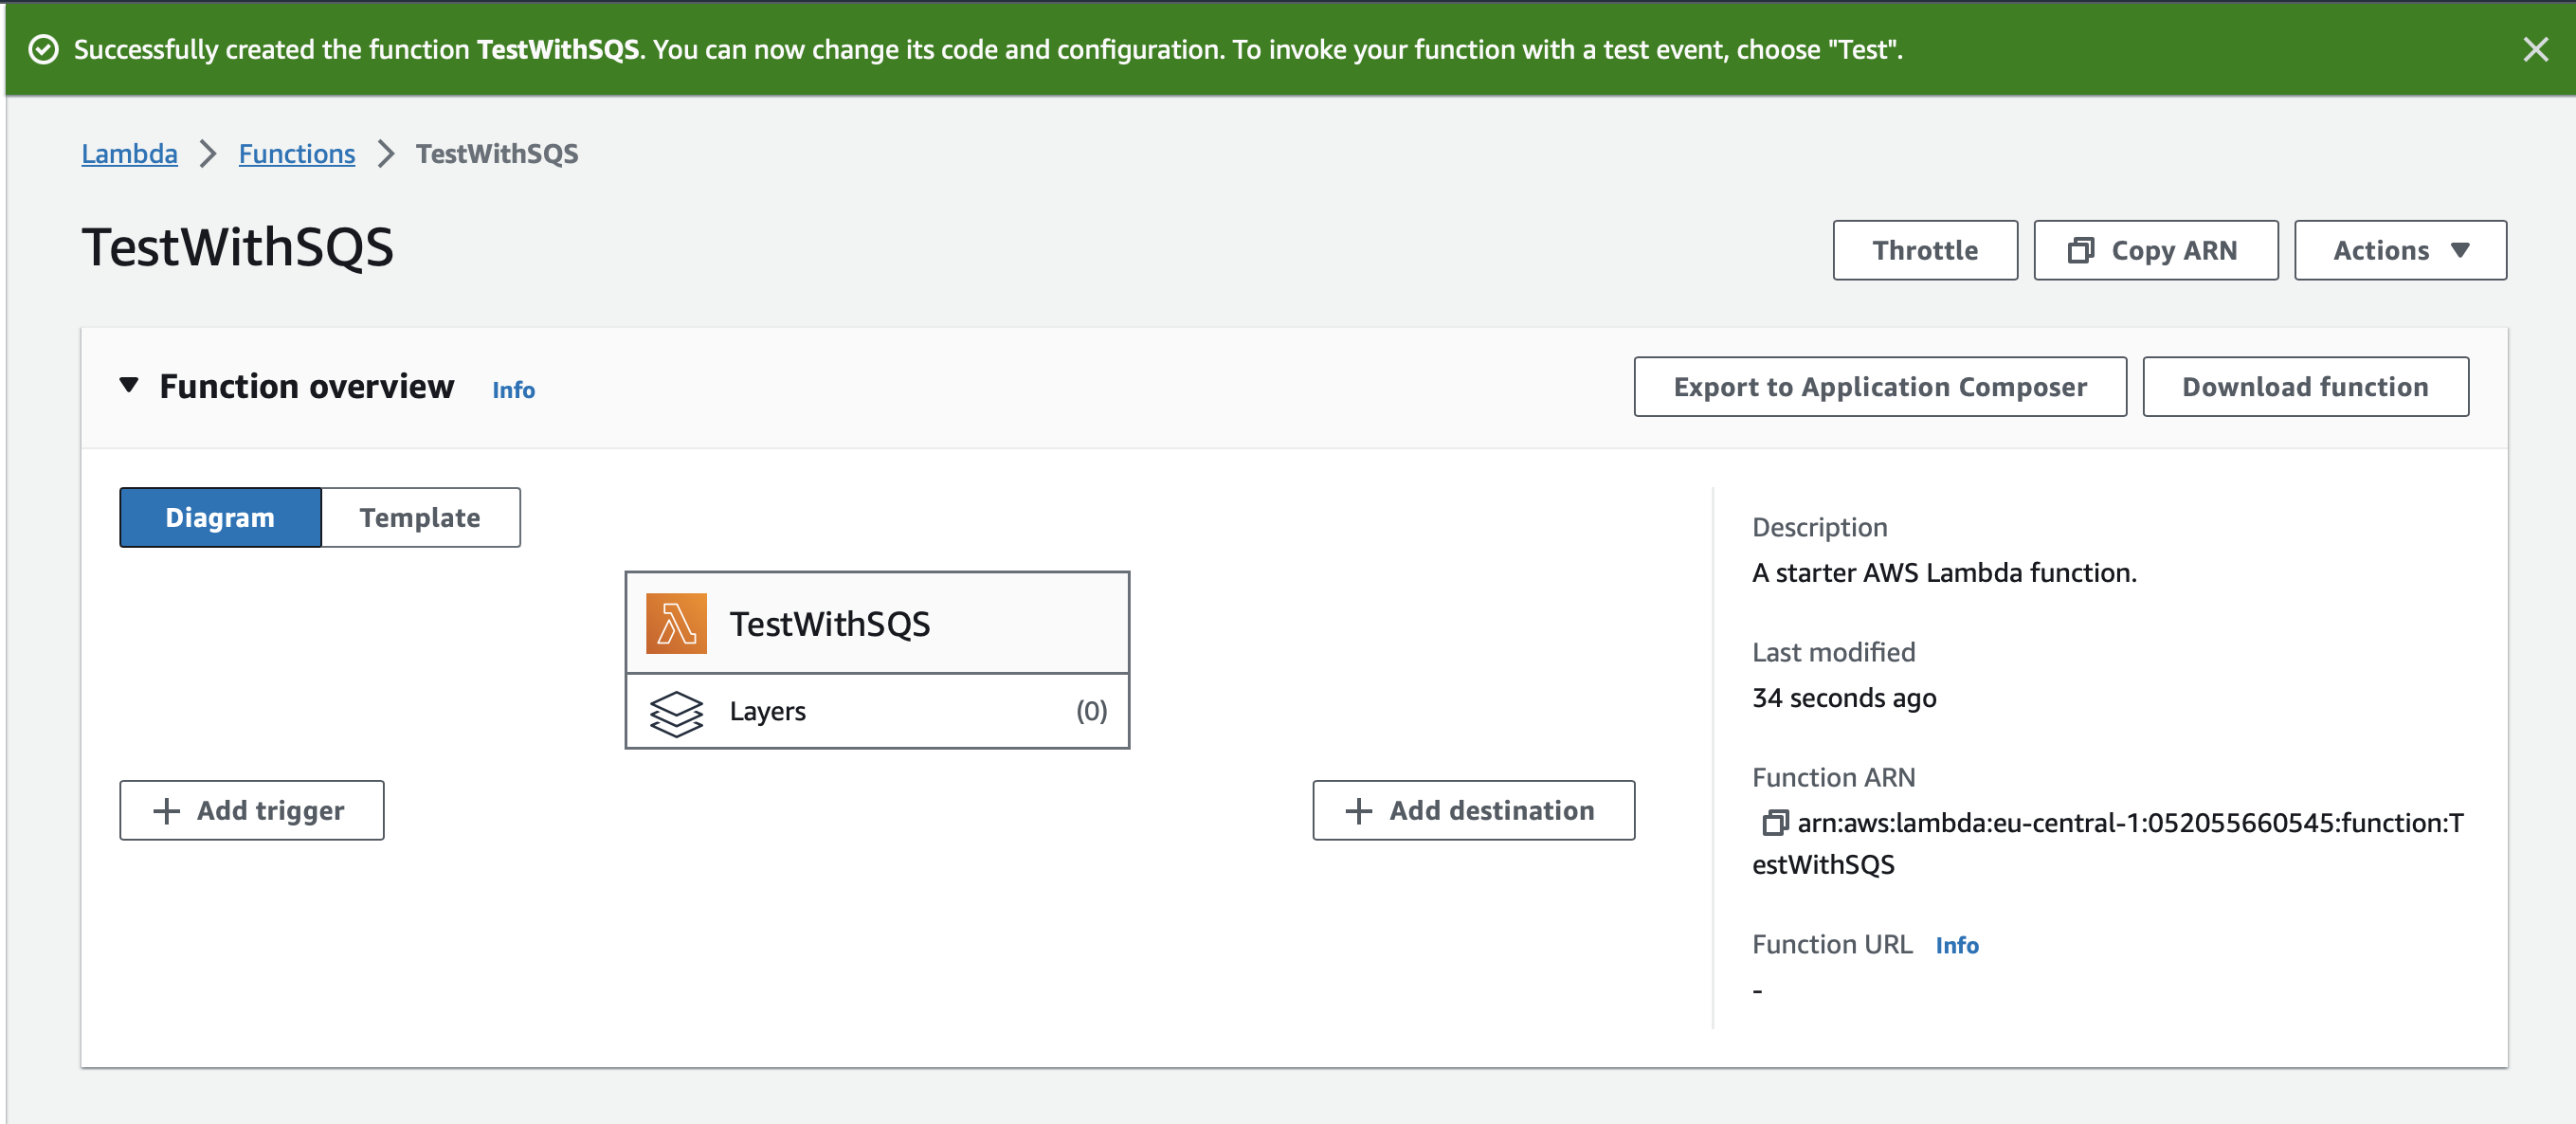 Successfully created the function TestWithSQS. You can now change its code and configuration. To invoke your function with a test event, choose "Test".
Lambda > Functions > TestWithSQS
TestWithSQS
Throttle
Copy ARN
Actions
Function overview Info
Export to Application Composer
Download function
Diagram
Template
TestWithSQS
Layers (0)
Add trigger
Add destination
Description
A starter AWS Lambda function.
Last modified
34 seconds ago
Function ARN
arn:aws:lambda:eu-central-1:052055660545:function:T
estWithSQS
Function URL Info
-